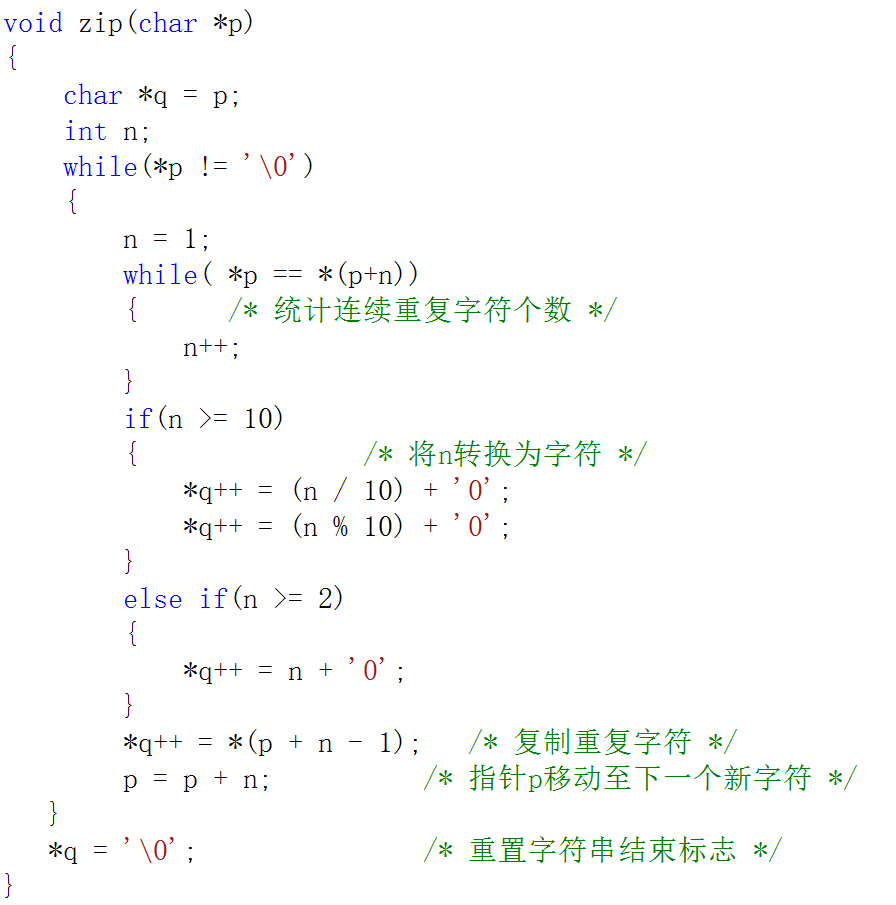 void zip(char *p)
{
    char *q = p;
    int n;
    while(*p != '\0')
    {
        n = 1;
        while( *p == *(p+n))
        {      /* 统计连续重复字符个数 */
            n++;
        }
        if(n >= 10)
        {               /* 将n转换为字符 */
            *q++ = (n / 10) + '0';
            *q++ = (n % 10) + '0';
        }
        else if(n >= 2)
        {
            *q++ = n + '0';
        }
        *q++ = *(p + n - 1);   /* 复制重复字符 */
        p = p + n;          /* 指针p移动至下一个新字符 */
   }
   *q = '\0';               /* 重置字符串结束标志 */
}